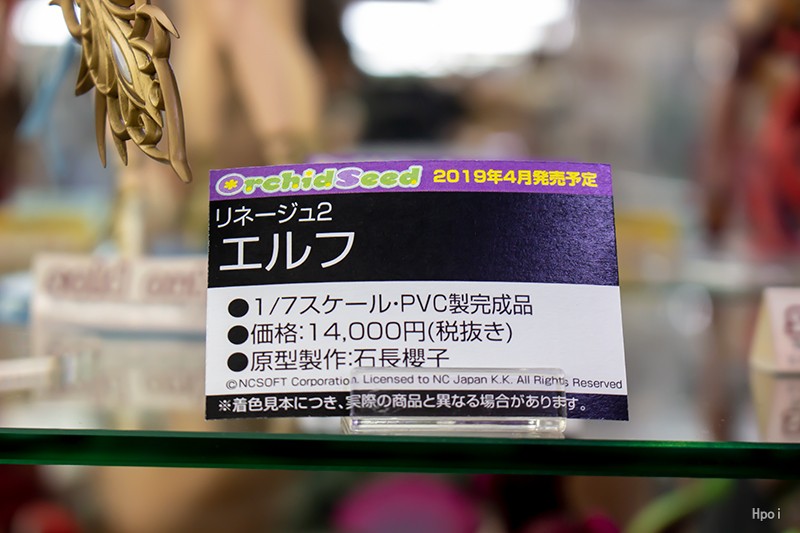 OrchidSeed 2019年4月発売予定
リネージュ2
エルフ
●1/7スケール・PVC製完成品
●価格:14,000円(税抜き)
●原型製作:石長櫻子
©NCSOFT Corporation. Licensed to NC Japan K.K. All Rights Reserved
※着色見本につき、実際の商品と異なる場合があります。
Hpoi